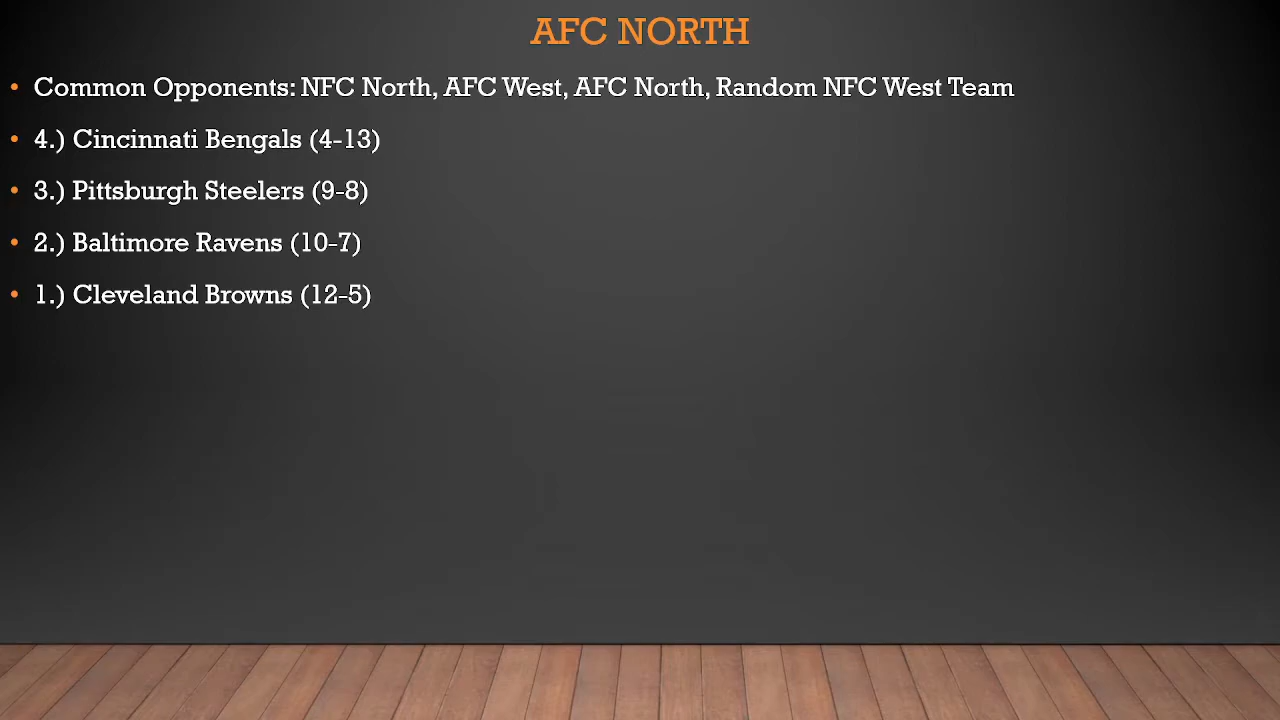 AFC NORTH
• Common Opponents: NFC North, AFC West, AFC North, Random NFC West Team
• 4.) Cincinnati Bengals (4-13)
• 3.) Pittsburgh Steelers (9-8)
• 2.) Baltimore Ravens (10-7)
• 1.) Cleveland Browns (12-5)